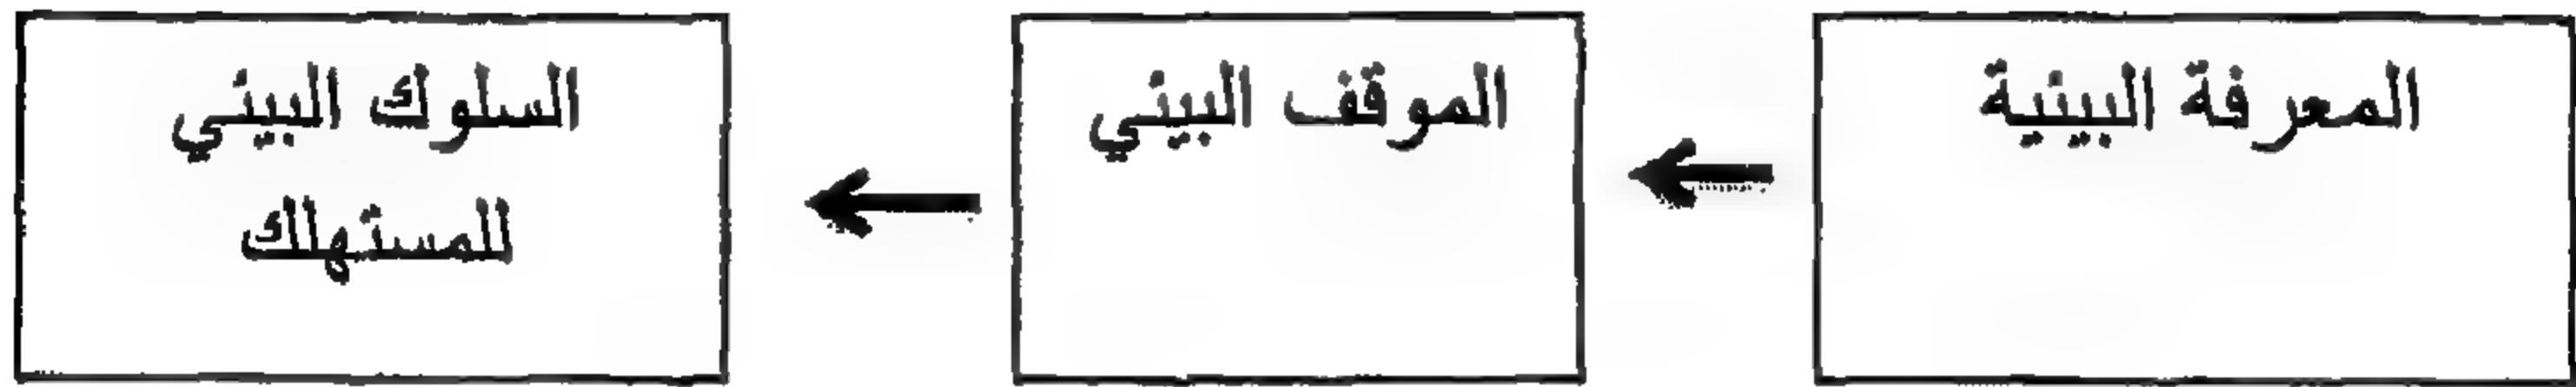 المعرفة البيئية
الموقف البيئي
السلوك البيئي
للمستهلك